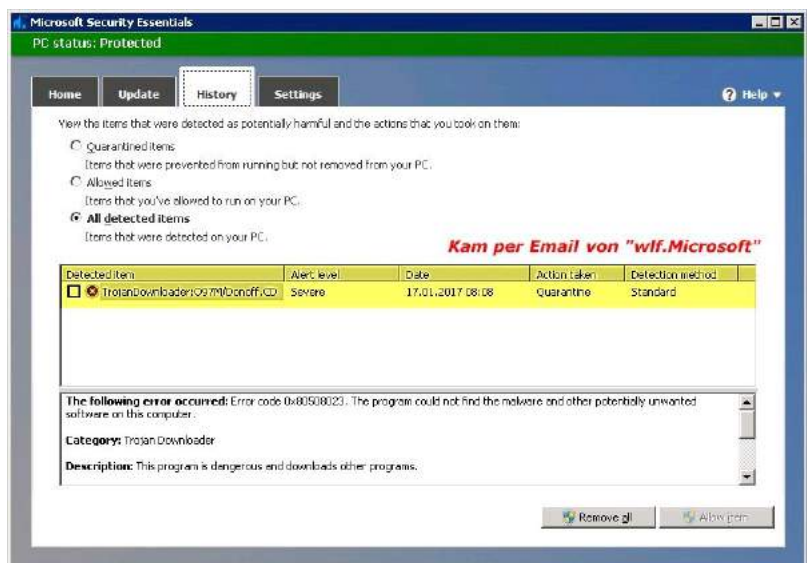 Microsoft Security Essentials
PC status: Protected
Home Update History Settings Help
View the items that were detected as potentially harmful and the actions that you took on them:
Quarantined items
Items that were prevented from running but not removed from your PC.
Allowed items
Items that you've allowed to run on your PC.
All detected items
Items that were detected on your PC.
Kam per Email von "wlf.Microsoft"
Detected item Alert level Date Action taken Detection method
TrojanDownloader:O97M/Donoff.CD Severe 17.01.2017 08:08 Quarantine Standard
The following error occurred: Error code 0x80508023. The program could not find the malware and other potentially unwanted
software on this computer.
Category: Trojan Downloader
Description: This program is dangerous and downloads other programs.
Remove all Allow item